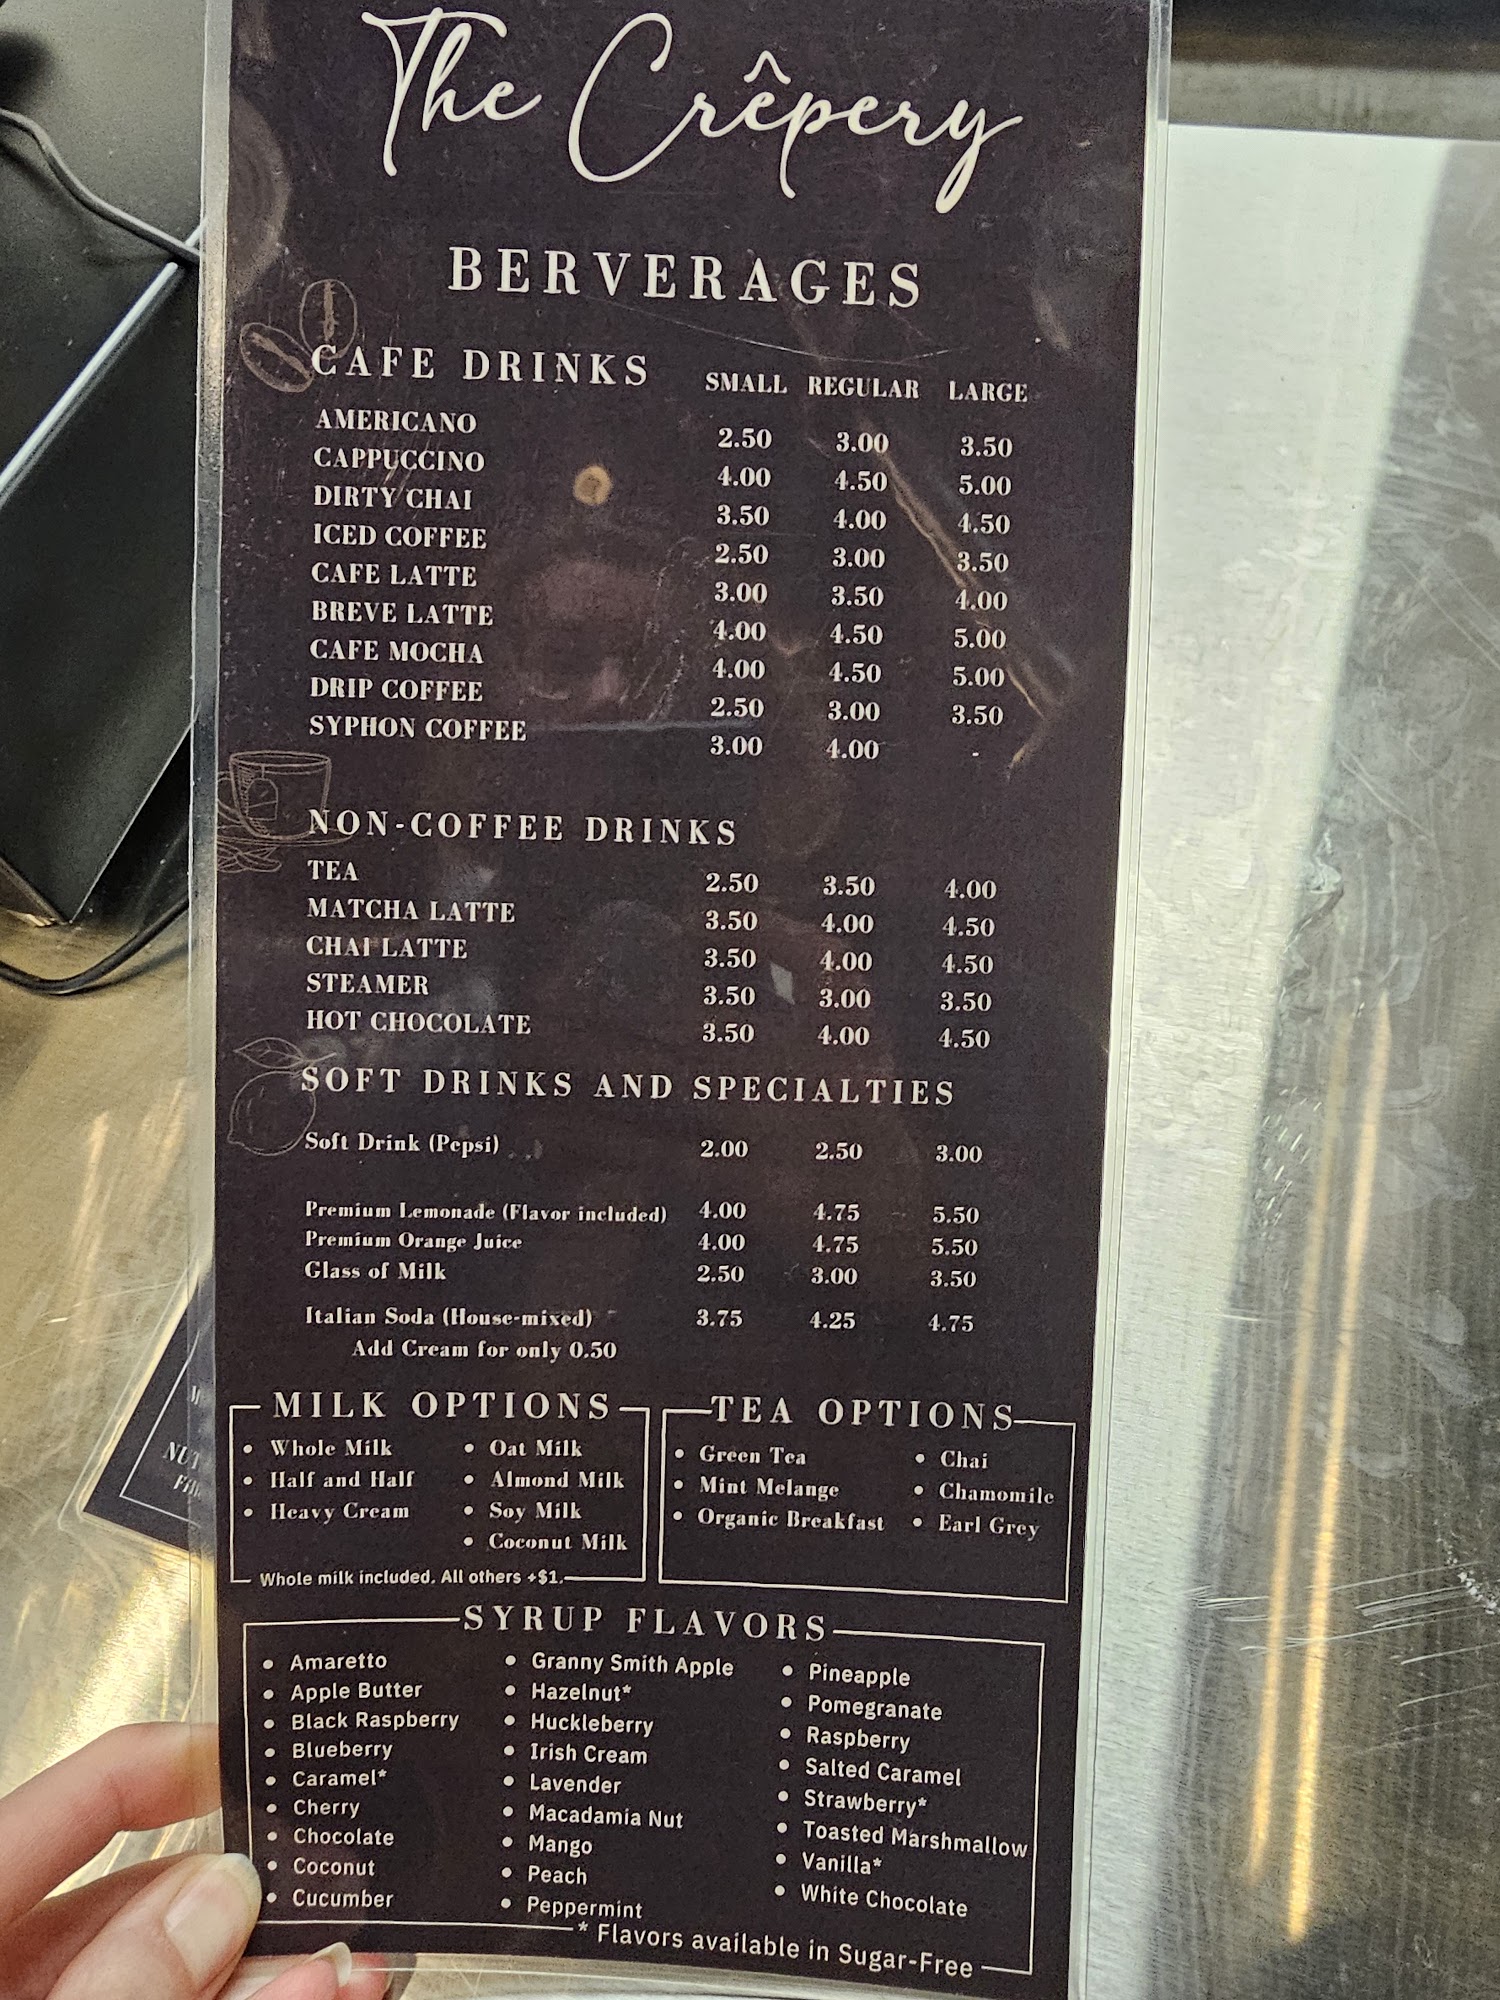 The Crêpery
BERVERAGES
CAFE DRINKS SMALL REGULAR LARGE
AMERICANO 2.50 3.00 3.50
CAPPUCCINO 4.00 4.50 5.00
DIRTY CHAI 3.50 4.00 4.50
ICED COFFEE 2.50 3.00 3.50
CAFE LATTE 3.00 3.50 4.00
BREVE LATTE 4.00 4.50 5.00
CAFE MOCHA 4.00 4.50 5.00
DRIP COFFEE 2.50 3.00 3.50
SYPHON COFFEE 3.00 4.00 -
NON-COFFEE DRINKS
TEA 2.50 3.50 4.00
MATCHA LATTE 3.50 4.00 4.50
CHAI LATTE 3.50 4.00 4.50
STEAMER 3.50 3.00 3.50
HOT CHOCOLATE 3.50 4.00 4.50
SOFT DRINKS AND SPECIALTIES
Soft Drink (Pepsi) 2.00 2.50 3.00
Premium Lemonade (Flavor included) 4.00 4.75 5.50
Premium Orange Juice 4.00 4.75 5.50
Glass of Milk 2.50 3.00 3.50
Italian Soda (House-mixed) 3.75 4.25 4.75
Add Cream for only 0.50
MILK OPTIONS
• Whole Milk
• Half and Half
• Heavy Cream
• Oat Milk
• Almond Milk
• Soy Milk
• Coconut Milk
Whole milk included. All others +$1.
TEA OPTIONS
• Green Tea
• Mint Melange
• Organic Breakfast
• Chai
• Chamomile
• Earl Grey
SYRUP FLAVORS
• Amaretto
• Apple Butter
• Black Raspberry
• Blueberry
• Caramel*
• Cherry
• Chocolate
• Coconut
• Cucumber
• Granny Smith Apple
• Hazelnut*
• Huckleberry
• Irish Cream
• Lavender
• Macadamia Nut
• Mango
• Peach
• Peppermint
• Pineapple
• Pomegranate
• Raspberry
• Salted Caramel
• Strawberry*
• Toasted Marshmallow
• Vanilla*
• White Chocolate
* Flavors available in Sugar-Free
NUT